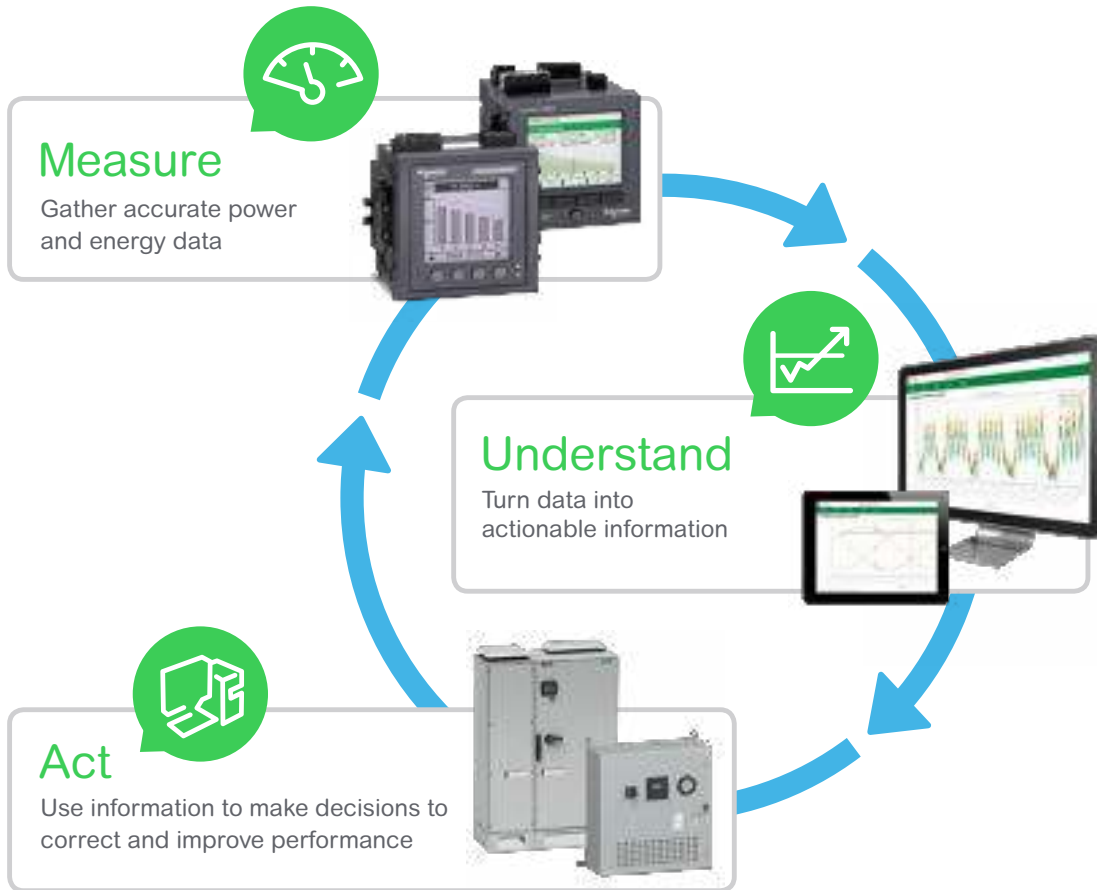 Measure
Gather accurate power
and energy data
Understand
Turn data into
actionable information
Act
Use information to make decisions to
correct and improve performance